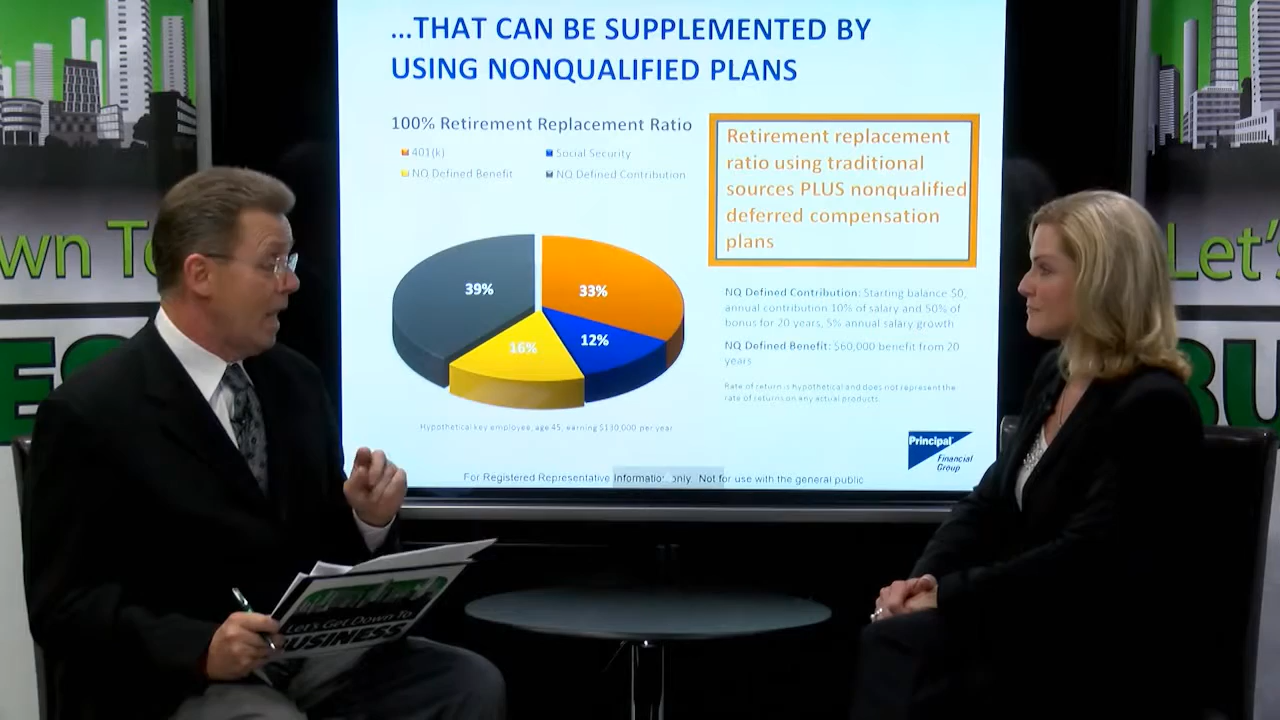 ...THAT CAN BE SUPPLEMENTED BY
USING NONQUALIFIED PLANS
100% Retirement Replacement Ratio
401(k)
Social Security
NQ Defined Benefit
NQ Defined Contribution
39%
33%
16%
12%
Hypothetical key employee, age 45, earning $130,000 per year
Retirement replacement
ratio using traditional
sources PLUS nonqualified
deferred compensation
plans
NQ Defined Contribution: Starting balance $0,
annual contribution 10% of salary and 50% of
bonus for 20 years, 5% annual salary growth
NQ Defined Benefit: $60,000 benefit from 20
years
Rate of return is hypothetical and does not represent the
rate of returns on any actual products.
Principal
Financial
Group
For Registered Representative Information only Not for use with the general public
wn To
ES
Let's
BU
Let's Get Down To
BUSINESS